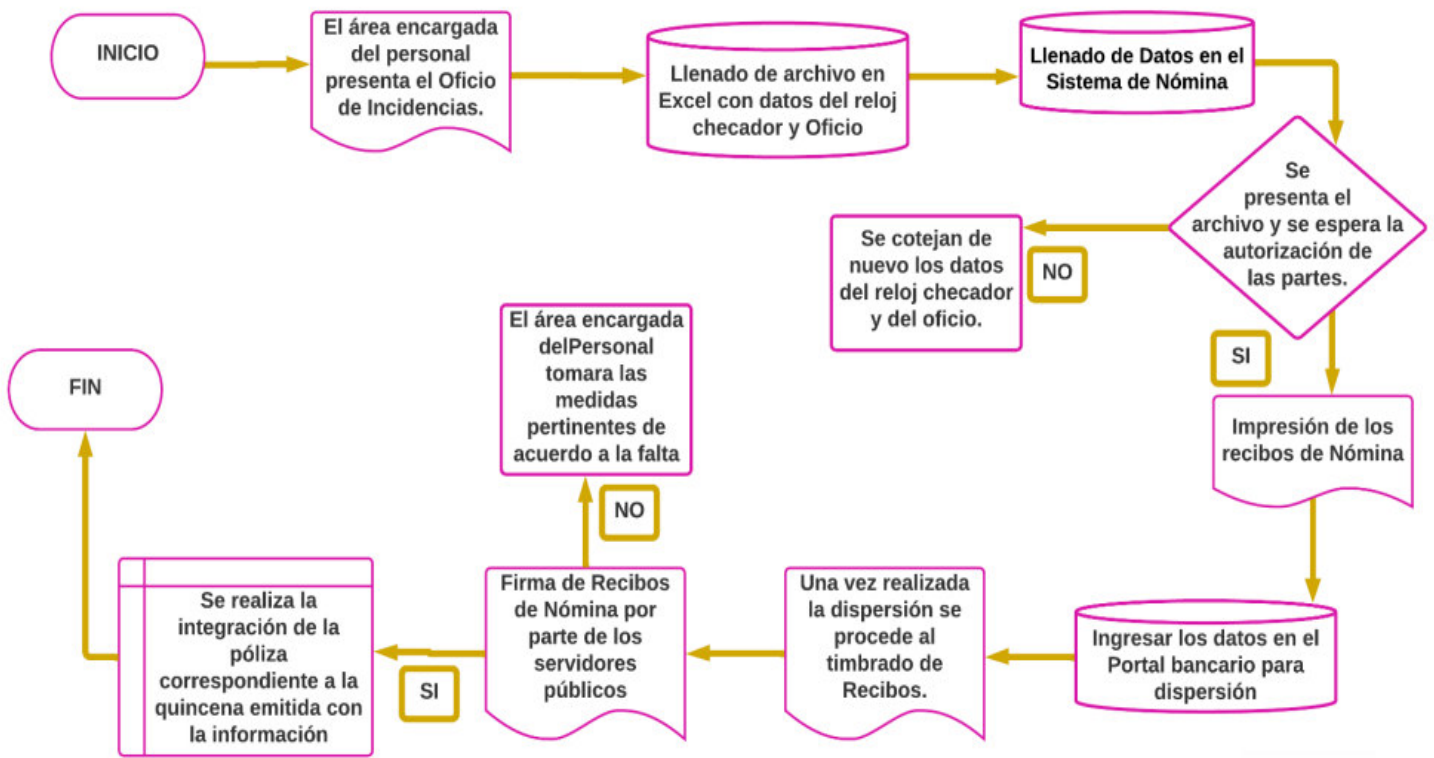 INICIO
El área encargada
del personal
presenta el Oficio
de Incidencias.
Llenado de archivo en
Excel con datos del reloj
checador y Oficio
Llenado de Datos en el
Sistema de Nómina
Se
presenta el
archivo y se espera la
autorización de
las partes.
NO
Se cotejan de
nuevo los datos
del reloj checador
y del oficio.
SI
Impresión de los
recibos de Nómina
Ingresar los datos en el
Portal bancario para
dispersión
Una vez realizada
la dispersión se
procede al
timbrado de
Recibos.
Firma de Recibos
de Nómina por
parte de los
servidores
públicos
NO
El área encargada
delPersonal
tomara las
medidas
pertinentes de
acuerdo a la falta
SI
Se realiza la
integración de la
póliza
correspondiente a la
quincena emitida con
la información
FIN